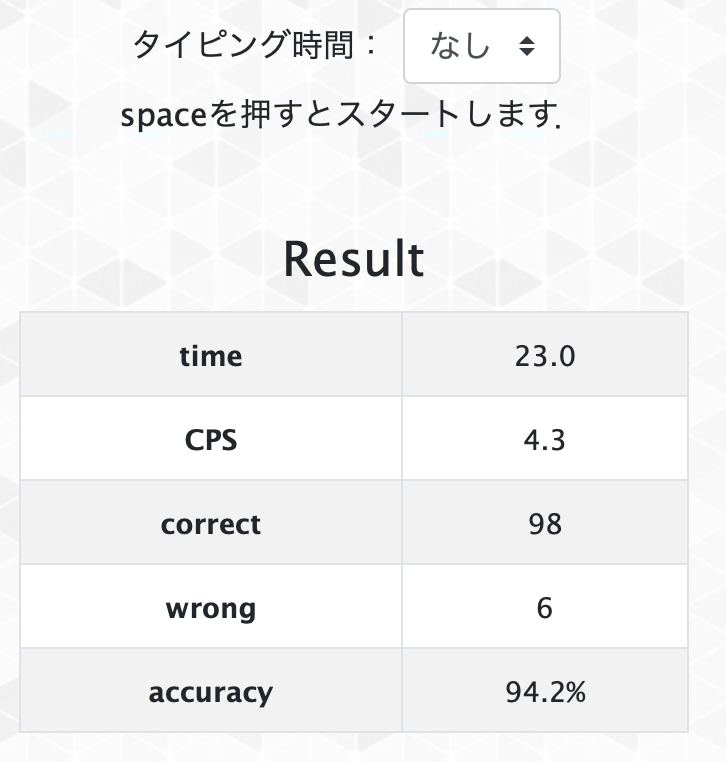 タイピング時間： なし
spaceを押すとスタートします.
Result
time 23.0
CPS 4.3
correct 98
wrong 6
accuracy 94.2%